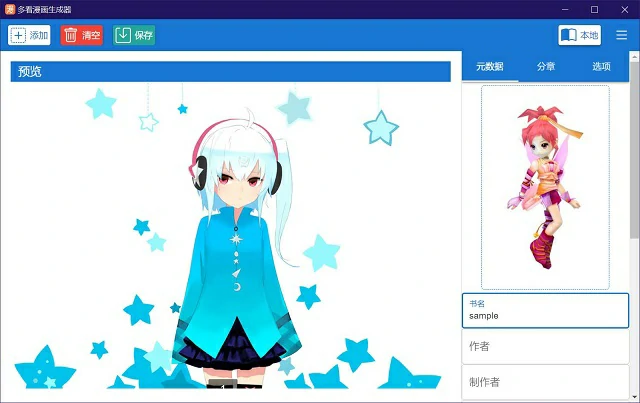 多看漫画生成器
添加
清空
保存
本地
预览
元数据
分章
选项
书名
sample
作者
制作者